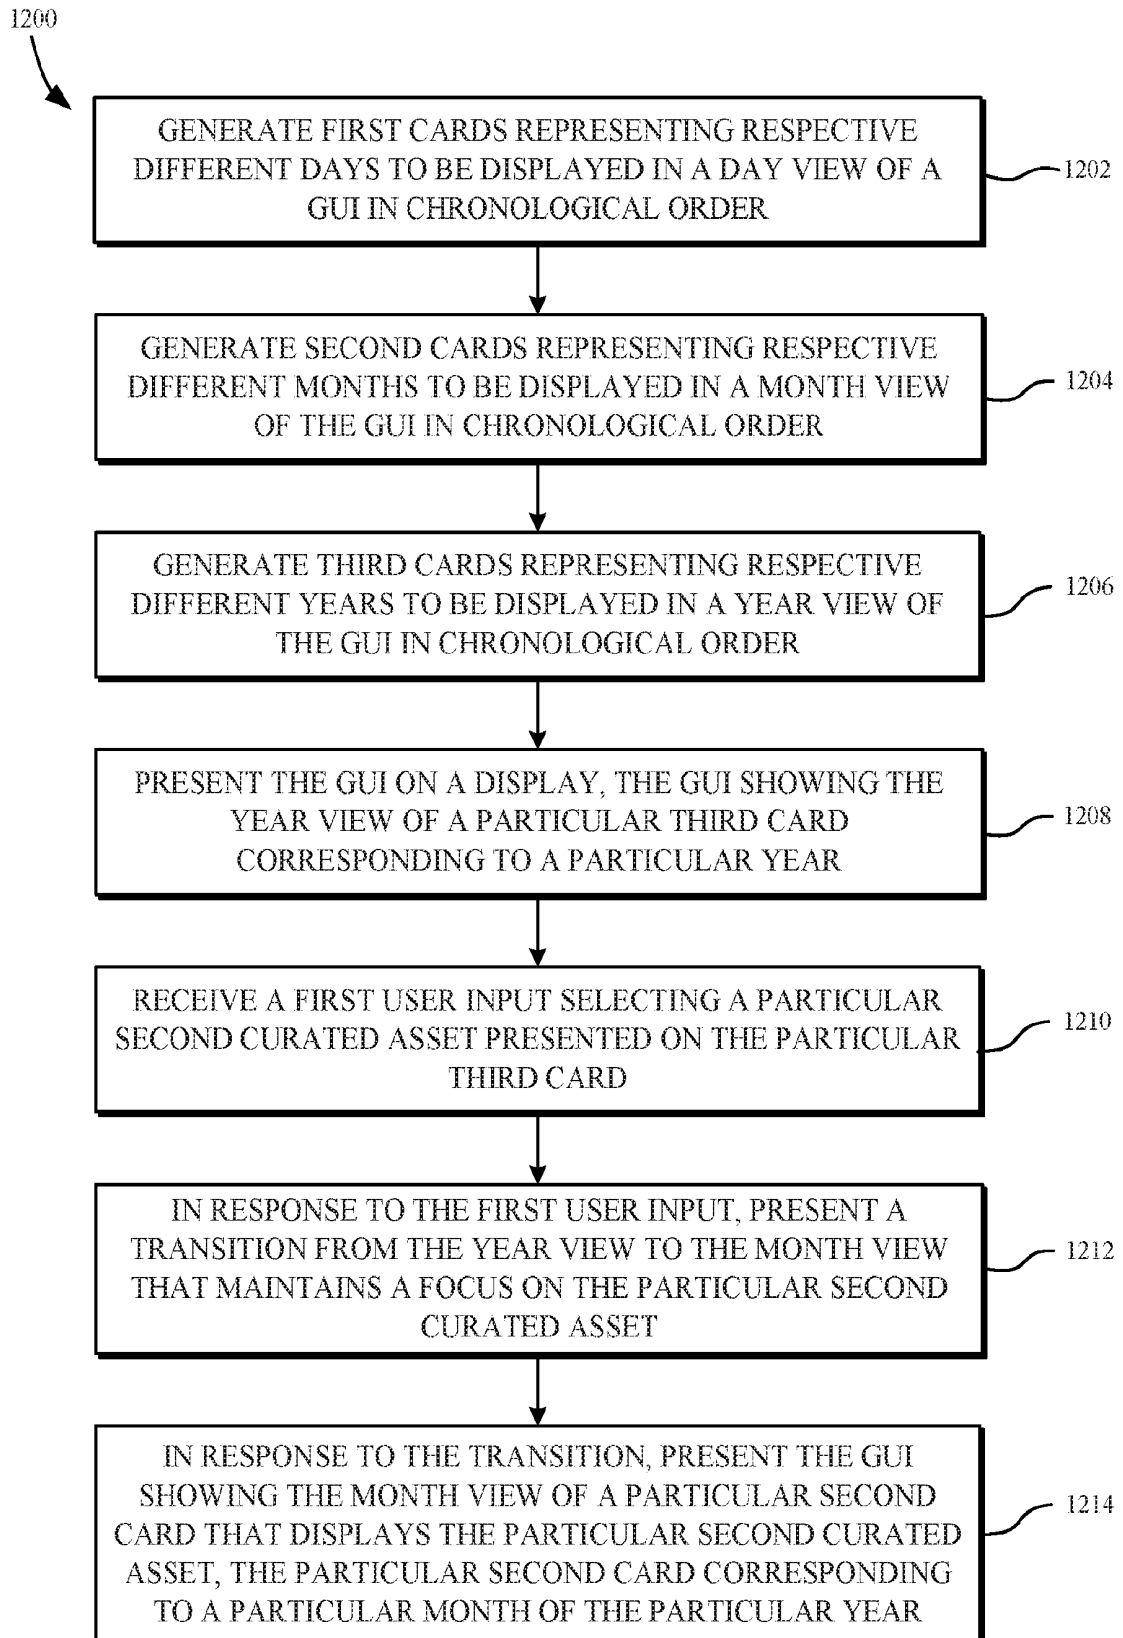 1200
GENERATE FIRST CARDS REPRESENTING RESPECTIVE
DIFFERENT DAYS TO BE DISPLAYED IN A DAY VIEW OF A
GUI IN CHRONOLOGICAL ORDER
1202
GENERATE SECOND CARDS REPRESENTING RESPECTIVE
DIFFERENT MONTHS TO BE DISPLAYED IN A MONTH VIEW
OF THE GUI IN CHRONOLOGICAL ORDER
1204
GENERATE THIRD CARDS REPRESENTING RESPECTIVE
DIFFERENT YEARS TO BE DISPLAYED IN A YEAR VIEW OF
THE GUI IN CHRONOLOGICAL ORDER
1206
PRESENT THE GUI ON A DISPLAY, THE GUI SHOWING THE
YEAR VIEW OF A PARTICULAR THIRD CARD
CORRESPONDING TO A PARTICULAR YEAR
1208
RECEIVE A FIRST USER INPUT SELECTING A PARTICULAR
SECOND CURATED ASSET PRESENTED ON THE PARTICULAR
THIRD CARD
1210
IN RESPONSE TO THE FIRST USER INPUT, PRESENT A
TRANSITION FROM THE YEAR VIEW TO THE MONTH VIEW
THAT MAINTAINS A FOCUS ON THE PARTICULAR SECOND
CURATED ASSET
1212
IN RESPONSE TO THE TRANSITION, PRESENT THE GUI
SHOWING THE MONTH VIEW OF A PARTICULAR SECOND
CARD THAT DISPLAYS THE PARTICULAR SECOND CURATED
ASSET, THE PARTICULAR SECOND CARD CORRESPONDING
TO A PARTICULAR MONTH OF THE PARTICULAR YEAR
1214